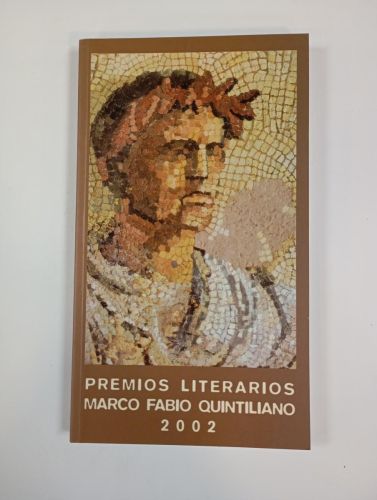 PREMIOS LITERARIOS
MARCO FABIO QUINTILIANO
2002